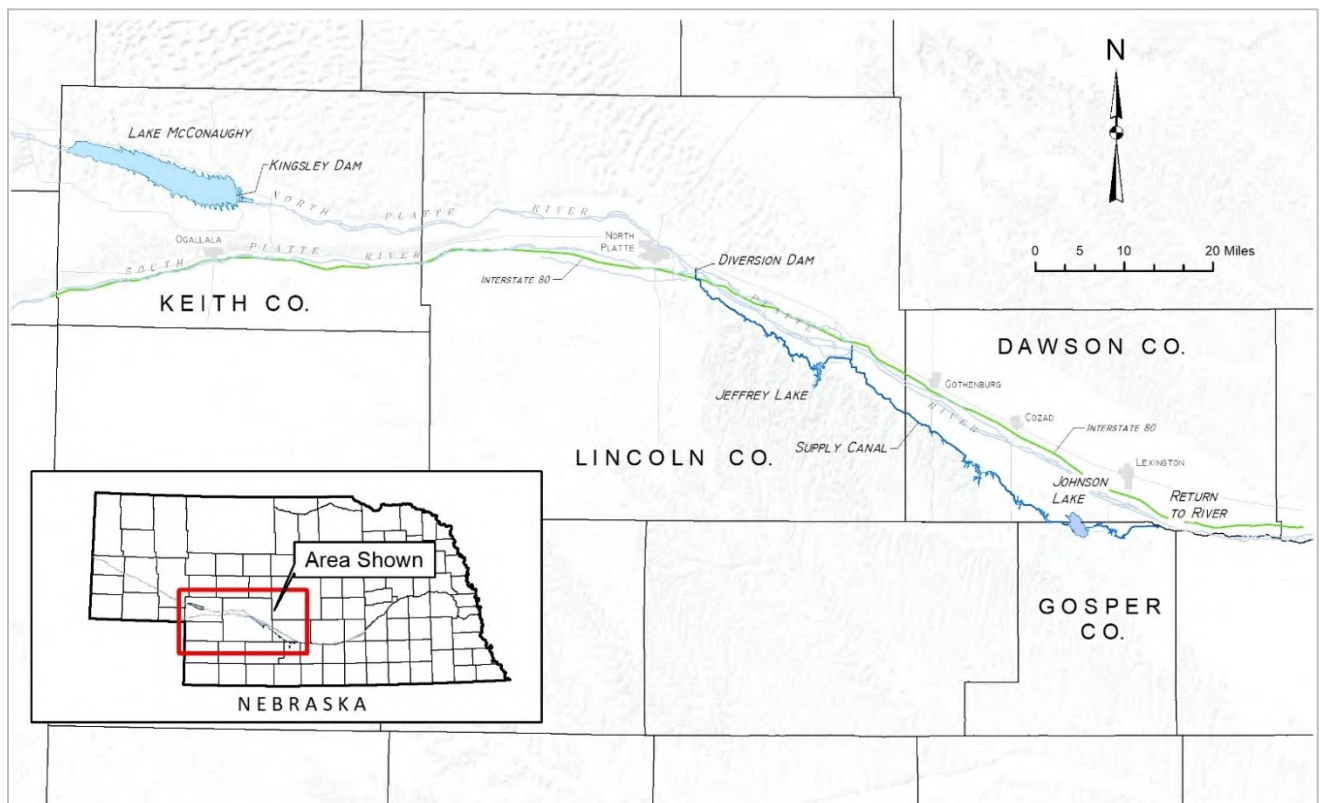 N
0 5 10 20 Miles
LAKE MCCONAUGHY
KINGSLEY DAM
NORTH PLATTE RIVER
OGALLALA
SOUTH PLATTE RIVER
NORTH
PLATTE
INTERSTATE 80
DIVERSION DAM
KEITH CO.
PLATTE RIVER
DAWSON CO.
GOTHENBURG
JEFFREY LAKE
COZAD
INTERSTATE 80
SUPPLY CANAL
LINCOLN CO.
LEXINGTON
JOHNSON
LAKE
RETURN
TO RIVER
GOSPER
CO.
Area Shown
NEBRASKA